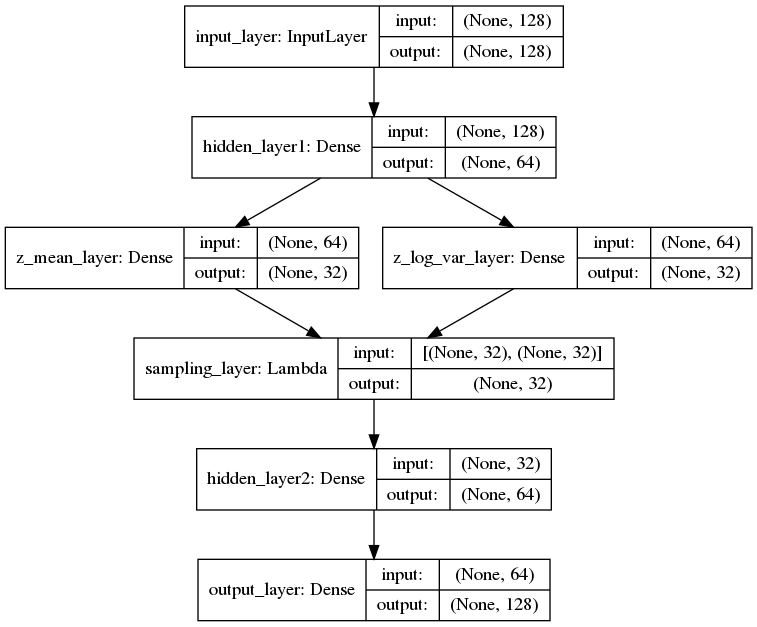 input_layer: InputLayer
input: (None, 128)
output: (None, 128)
hidden_layer1: Dense
input: (None, 128)
output: (None, 64)
z_mean_layer: Dense
input: (None, 64)
output: (None, 32)
z_log_var_layer: Dense
input: (None, 64)
output: (None, 32)
sampling_layer: Lambda
input: [(None, 32), (None, 32)]
output: (None, 32)
hidden_layer2: Dense
input: (None, 32)
output: (None, 64)
output_layer: Dense
input: (None, 64)
output: (None, 128)